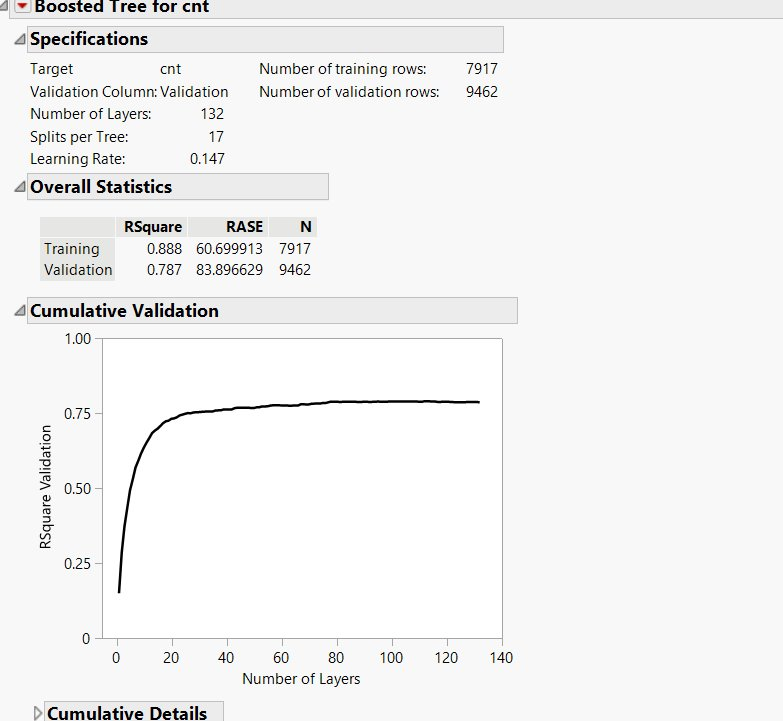 Boosted Tree for cnt
Specifications
Target cnt Number of training rows: 7917
Validation Column: Validation Number of validation rows: 9462
Number of Layers: 132
Splits per Tree: 17
Learning Rate: 0.147
Overall Statistics
RSquare RASE N
Training 0.888 60.699913 7917
Validation 0.787 83.896629 9462
Cumulative Validation
1.00
0.75
0.50
0.25
0
RSquare Validation
0 20 40 60 80 100 120 140
Number of Layers
Cumulative Details